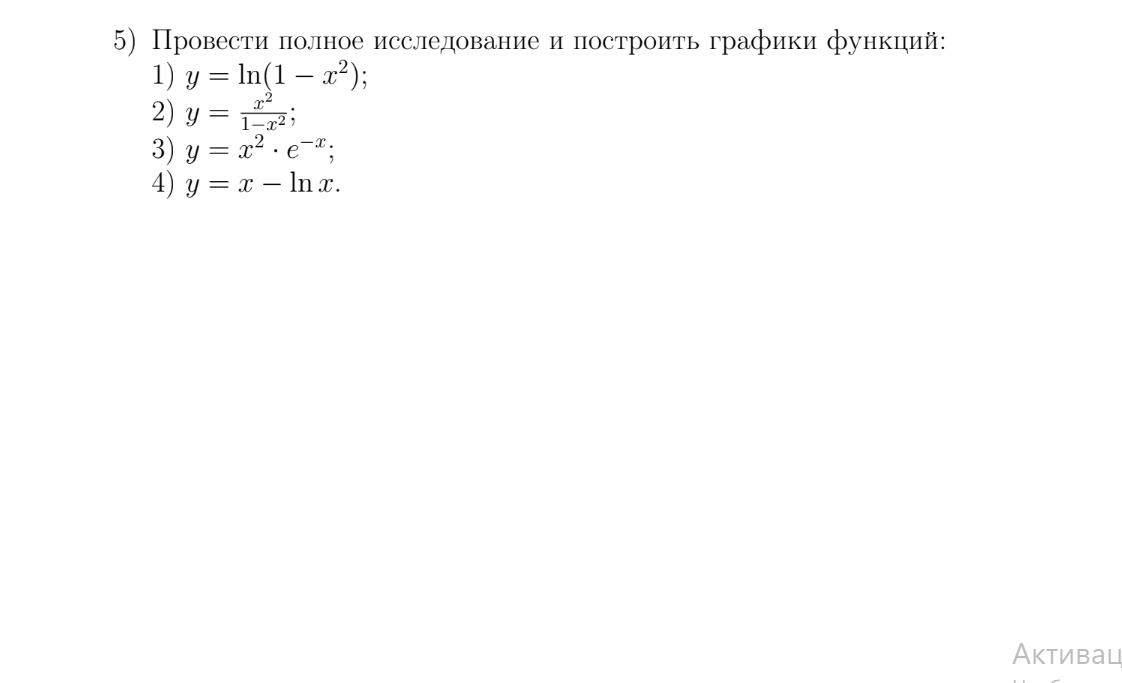 5) Провести полное исследование и построить графики функций:
1) y = ln(1 − x²);
2) y = x²/(1−x²);
3) y = x² · e⁻ˣ;
4) y = x − ln x.
Активац